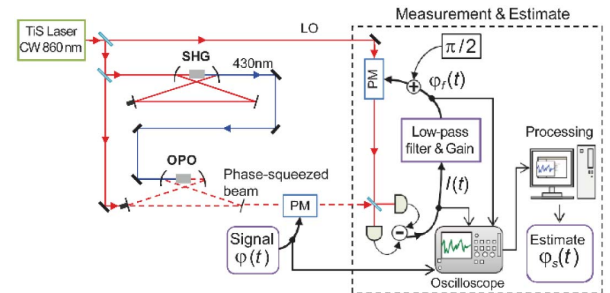 Measurement & Estimate
TiS Laser
CW 860 nm
LO
π/2
SHG
430nm
PM
+
φf(t)
Low-pass
filter & Gain
Processing
OPO
Phase-squeezed
beam
I(t)
PM
Signal
φ(t)
−
Oscilloscope
Estimate
φs(t)